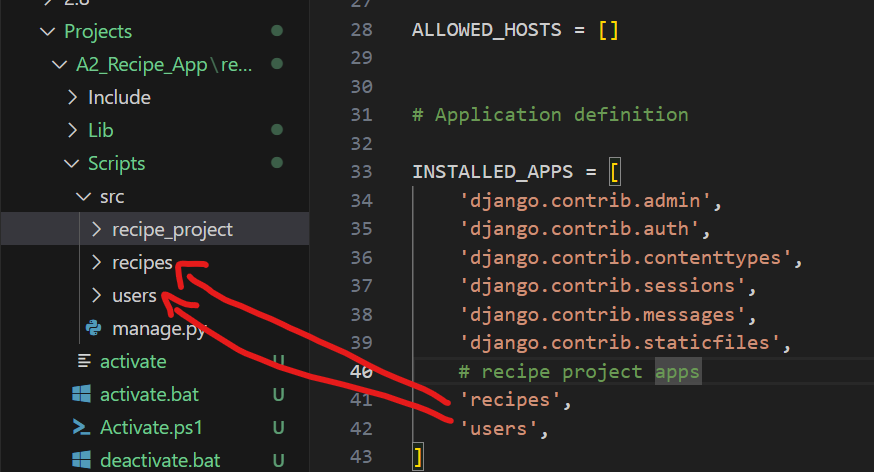 2.8
Projects
A2_Recipe_App\re...
Include
Lib
Scripts
src
recipe_project
recipes
users
manage.py
activate
U
activate.bat
U
Activate.ps1
U
deactivate.bat
U
27
28 ALLOWED_HOSTS = []
29
30
31 # Application definition
32
33 INSTALLED_APPS = [
34 'django.contrib.admin',
35 'django.contrib.auth',
36 'django.contrib.contenttypes',
37 'django.contrib.sessions',
38 'django.contrib.messages',
39 'django.contrib.staticfiles',
40 # recipe project apps
41 'recipes',
42 'users',
43 ]